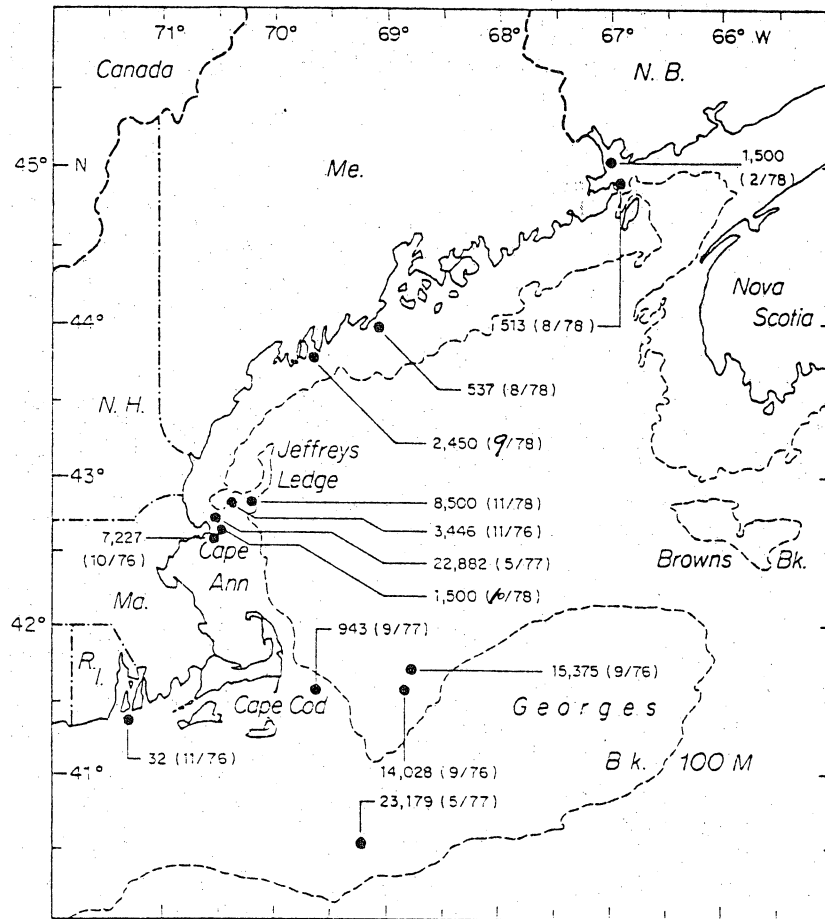 71° 70° 69° 68° 67° 66° W
Canada
N. B.
45° N
Me.
1,500
(2/78)
Nova
Scotia
44°
513 (8/78)
537 (8/78)
N. H.
2,450 (9/78)
Jeffreys
Ledge
43°
8,500 (11/78)
3,446 (11/76)
7,227
(10/76)
22,882 (5/77)
Cape
Ann
1,500 (10/78)
Browns Bk.
Ma.
42°
943 (9/77)
R.I.
15,375 (9/76)
Cape Cod
Georges
Bk. 100 M
32 (11/76)
41°
14,028 (9/76)
23,179 (5/77)